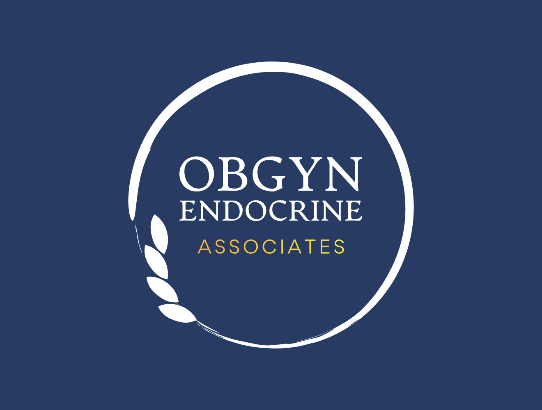 OBGYN
ENDOCRINE
ASSOCIATES